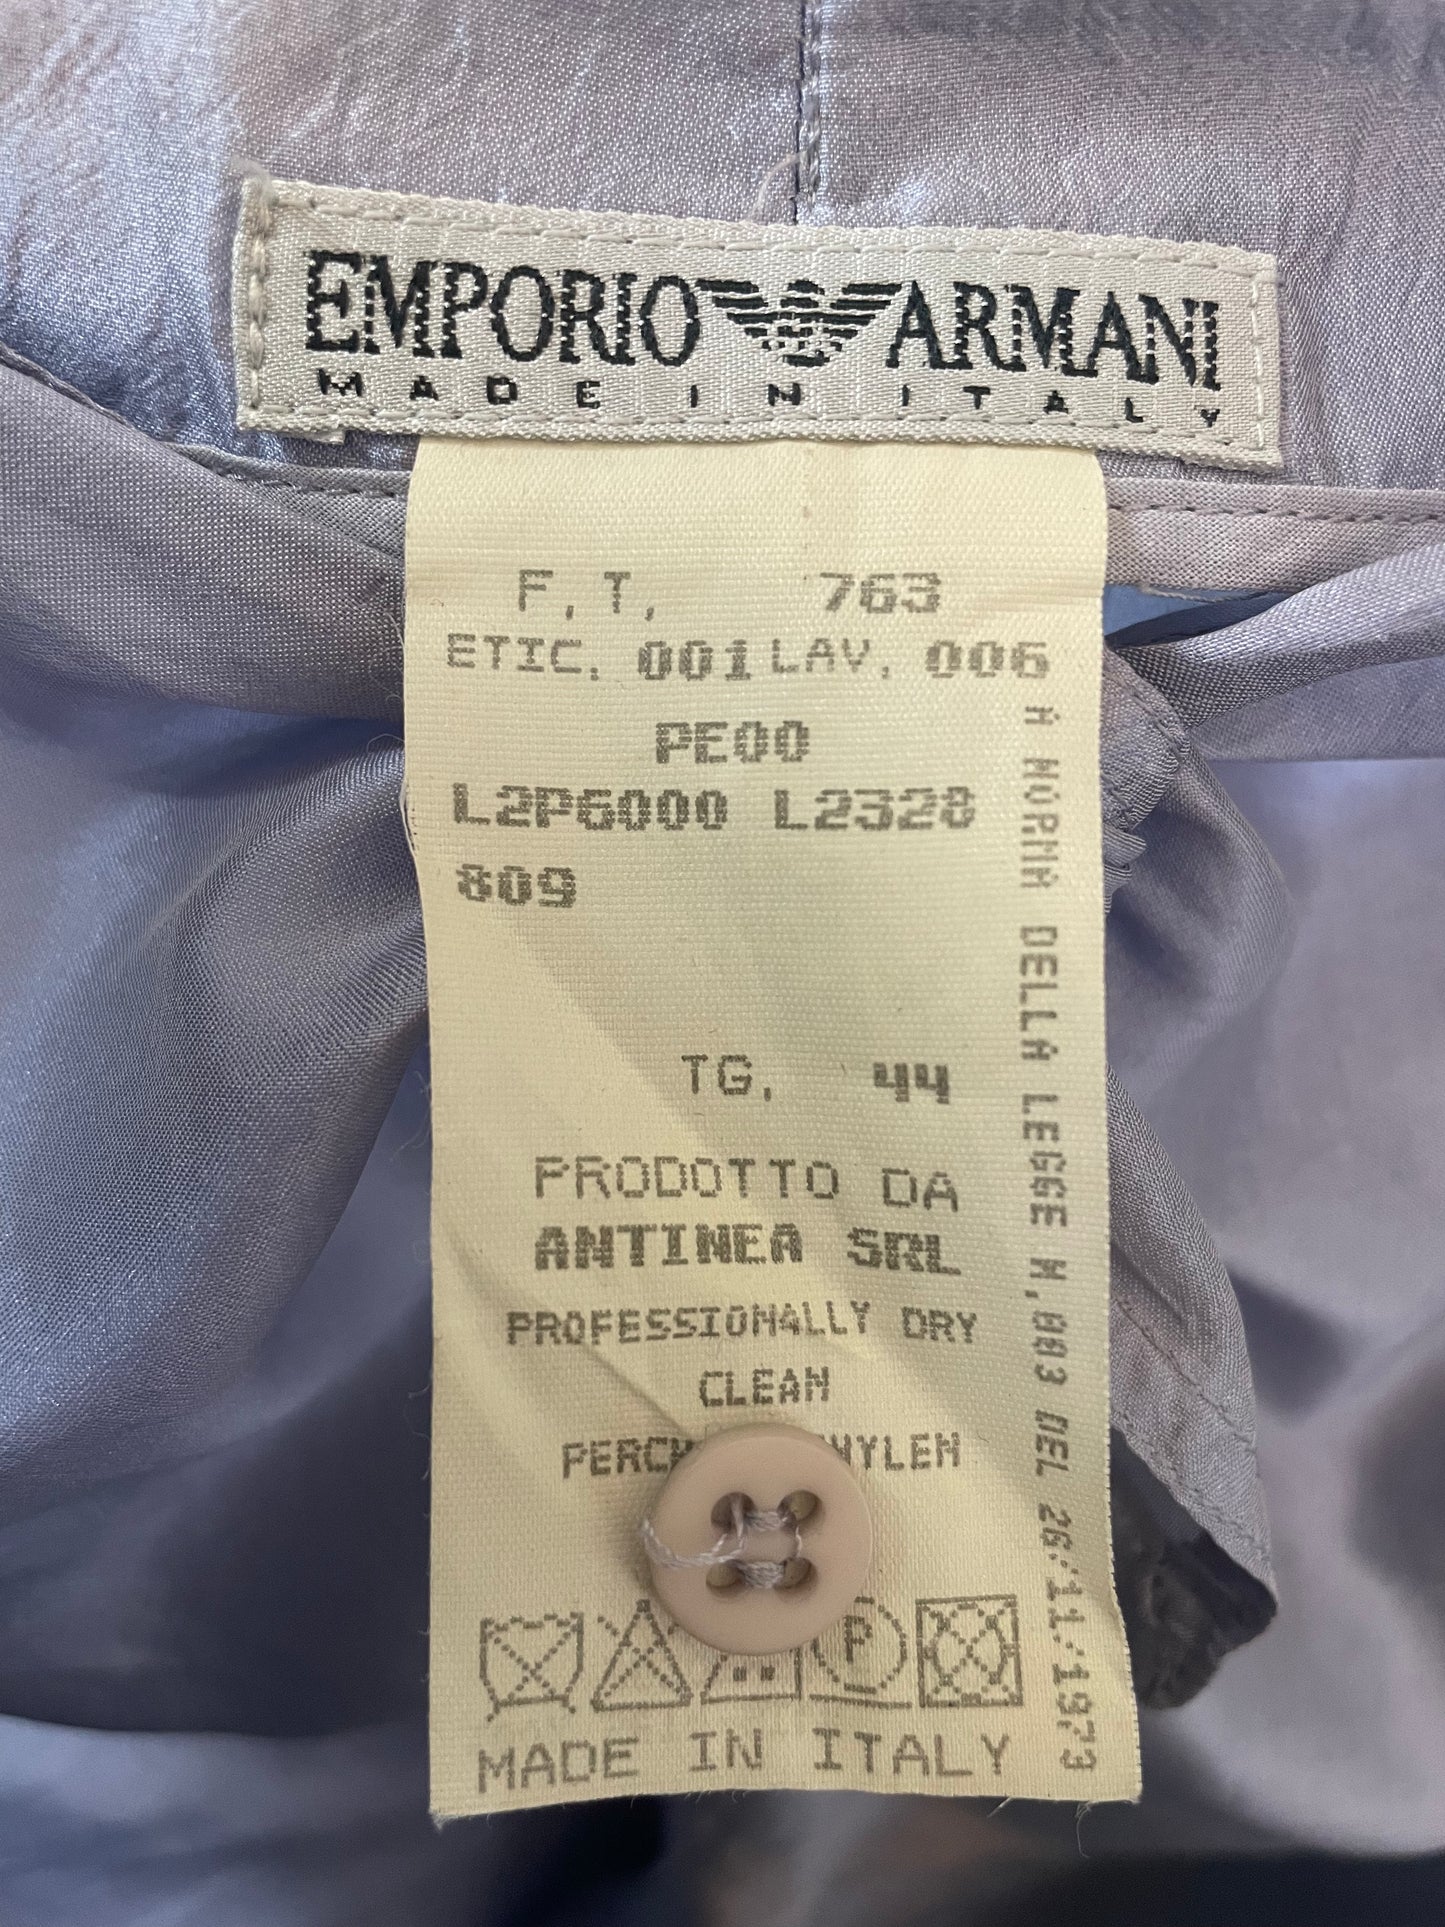 EMPORIO ARMANI
MADE IN ITALY
F.T. 763
ETIC. 001 LAV. 006
PE00
L2P6000 L2328
809
TG. 44
PRODOTTO DA
ANTINEA SRL
PROFESSIONALLY DRY
CLEAN
P
MADE IN ITALY
A NORMA DELLA LEGGE N.883 DEL 26/11/1973